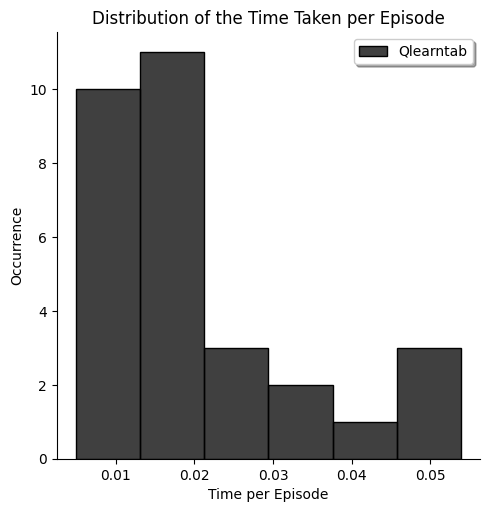 Distribution of the Time Taken per Episode
Qlearntab
10
8
6
4
2
0
Occurrence
0.01 0.02 0.03 0.04 0.05
Time per Episode